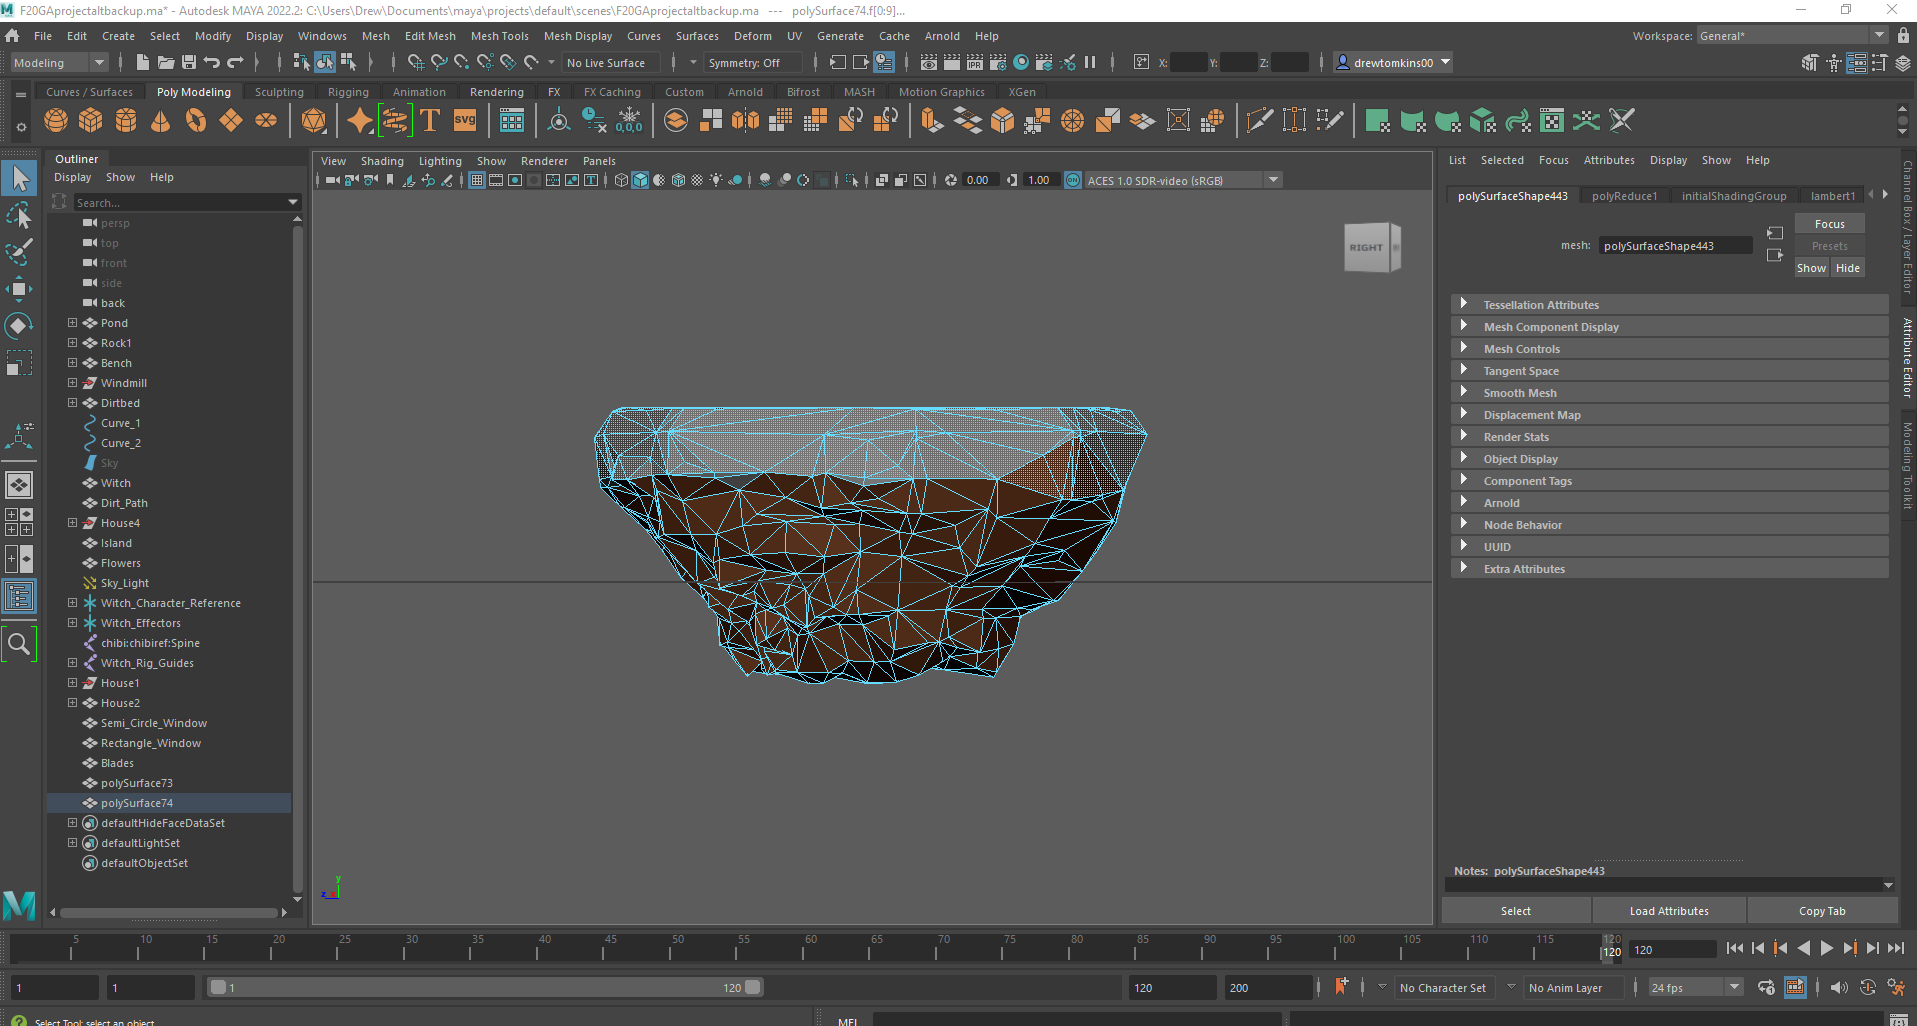 F20GAprojectaltbackup.ma* - Autodesk MAYA 2022.2: C:\Users\Drew\Documents\maya\projects\default\scenes\F20GAprojectaltbackup.ma --- polySurface74.f[0:9]...
File Edit Create Select Modify Display Windows Mesh Edit Mesh Mesh Tools Mesh Display Curves Surfaces Deform UV Generate Cache Arnold Help
Workspace: General*
Modeling No Live Surface Symmetry: Off X: Y: Z: drewtomkins00
Curves / Surfaces Poly Modeling Sculpting Rigging Animation Rendering FX FX Caching Custom Arnold Bifrost MASH Motion Graphics XGen
T svg 0,0,0
Outliner
Display Show Help
Search...
persp
top
front
side
back
Pond
Rock1
Bench
Windmill
Dirtbed
Curve_1
Curve_2
Sky
Witch
Dirt_Path
House4
Island
Flowers
Sky_Light
Witch_Character_Reference
Witch_Effectors
chibi:chibiref:Spine
Witch_Rig_Guides
House1
House2
Semi_Circle_Window
Rectangle_Window
Blades
polySurface73
polySurface74
defaultHideFaceDataSet
defaultLightSet
defaultObjectSet
View Shading Lighting Show Renderer Panels
0.00 1.00 ON ACES 1.0 SDR-video (sRGB)
RIGHT
y
z x
List Selected Focus Attributes Display Show Help
polySurfaceShape443 polyReduce1 initialShadingGroup lambert1
Focus
mesh: polySurfaceShape443 Presets
Show Hide
Tessellation Attributes
Mesh Component Display
Mesh Controls
Tangent Space
Smooth Mesh
Displacement Map
Render Stats
Object Display
Component Tags
Arnold
Node Behavior
UUID
Extra Attributes
Notes: polySurfaceShape443
Select Load Attributes Copy Tab
Channel Box / Layer Editor
Attribute Editor
Modeling Toolkit
5 10 15 20 25 30 35 40 45 50 55 60 65 70 75 80 85 90 95 100 105 110 115 120
120 120
1 1 1 120 120 200 No Character Set No Anim Layer 24 fps
Select Tool: select an object MEL